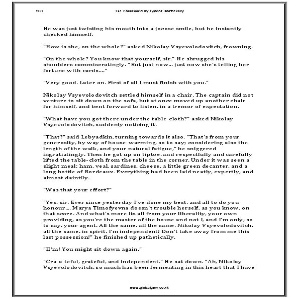 He was just twisting his mouth into a jocose smile, but he instantly
checked himself.
"How is she, on the whole?" asked Nikolay Vsyevolodovitch, frowning.
"On the whole? You know that yourself, sir." He shrugged his
shoulders commiseratingly. "But just now... just now she's telling her
fortune with cards...."
"Very good. Later on. First of all I must finish with you."
Nikolay Vsyevolodovitch settled himself in a chair. The captain did not
venture to sit down on the sofa, but at once moved up another chair
for himself, and bent forward to listen, in a tremor of expectation.
"What have you got there under the table-cloth?" asked Nikolay
Vsyevolodovitch, suddenly noticing it.
"That?" said Lebyadkin, turning towards it also. "That's from your
generosity, by way of house-warming, so to say; considering also the
length of the walk, and your natural fatigue," he sniggered
ingratiatingly. Then he got up on tiptoe, and respectfully and carefully
lifted the table-cloth from the table in the corner. Under it was seen a
slight meal: ham, veal, sardines, cheese, a little green decanter, and a
long bottle of Bordeaux. Everything had been laid neatly, expertly, and
almost daintily.
"Was that your effort?"
"Yes, sir. Ever since yesterday I've done my best, and all to do you
honour.... Marya Timofyevna doesn't trouble herself, as you know, on
that score. And what's more its all from your liberality, your own
providing, as you're the master of the house and not I, and I'm only, so
to say, your agent. All the same, all the same, Nikolay Vsyevolodovitch,
all the same, in spirit, I'm independent! Don't take away from me this
last possession!" he finished up pathetically.
"H'm! You might sit down again."
"Gra-a-teful, grateful, and independent." He sat down. "Ah, Nikolay
Vsyevolodovitch, so much has been fermenting in this heart that I have